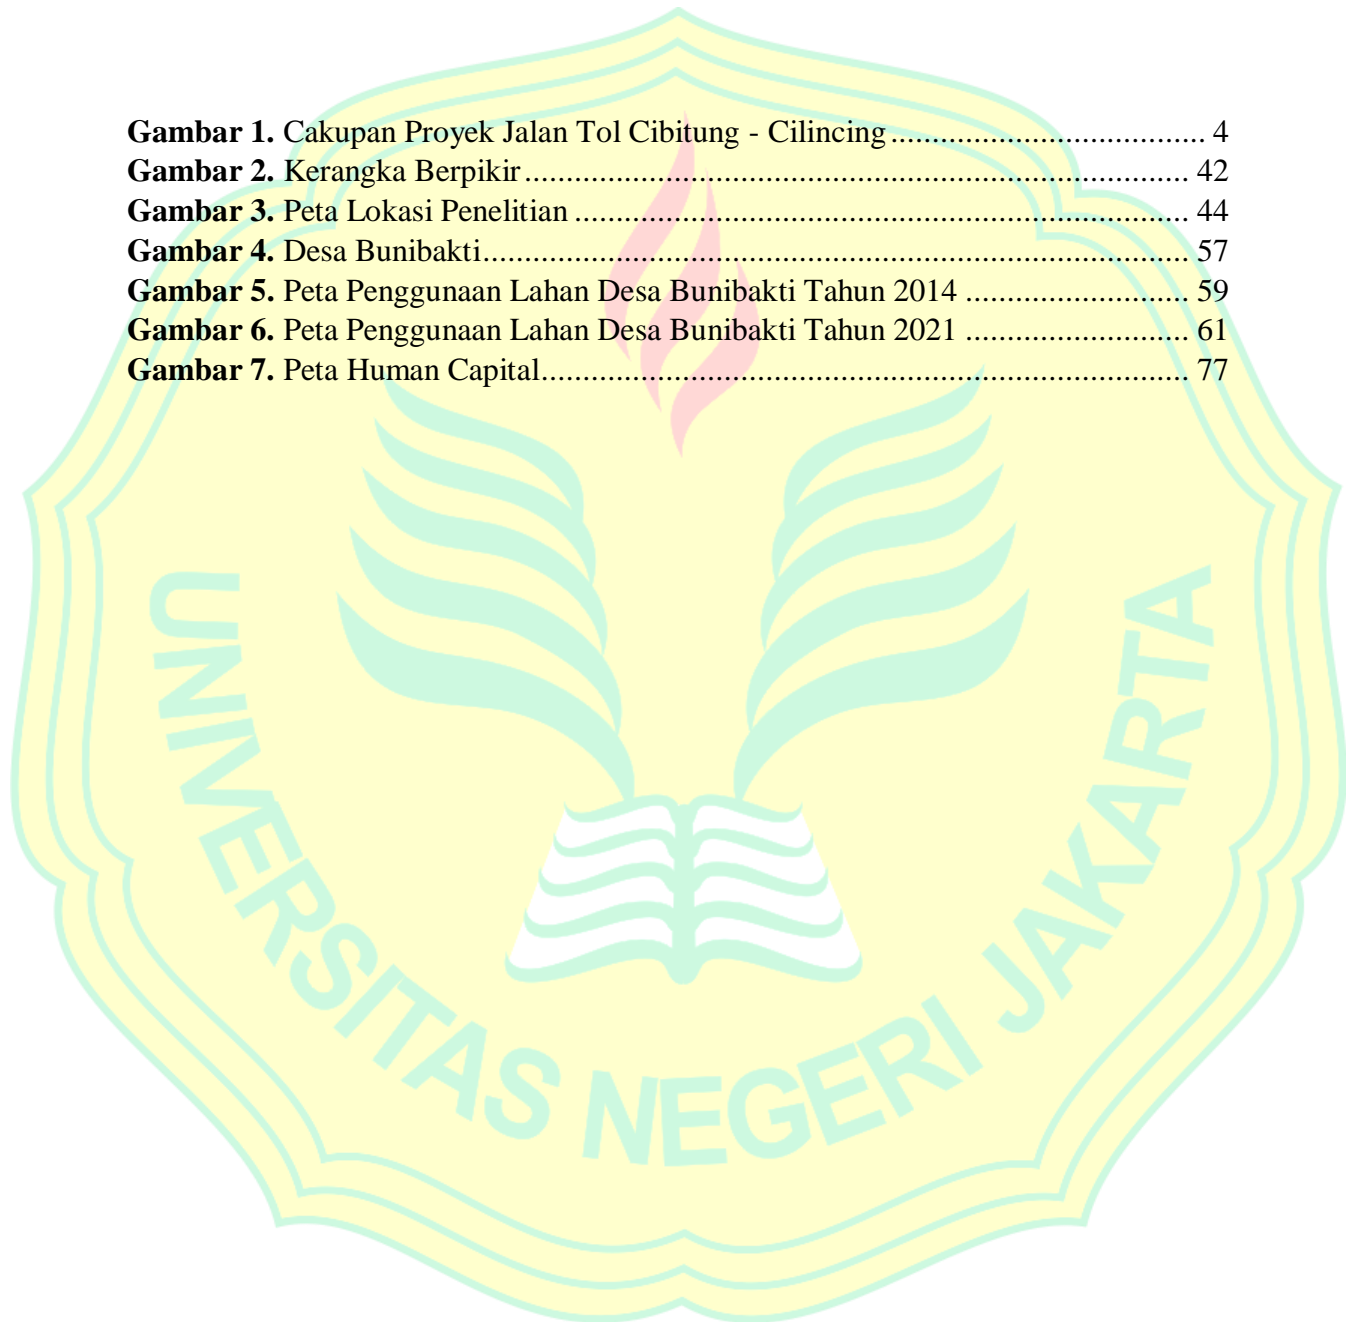 Gambar 1. Cakupan Proyek Jalan Tol Cibitung - Cilincing...................................... 4
Gambar 2. Kerangka Berpikir................................................................................ 42
Gambar 3. Peta Lokasi Penelitian .......................................................................... 44
Gambar 4. Desa Bunibakti..................................................................................... 57
Gambar 5. Peta Penggunaan Lahan Desa Bunibakti Tahun 2014 ........................... 59
Gambar 6. Peta Penggunaan Lahan Desa Bunibakti Tahun 2021 ........................... 61
Gambar 7. Peta Human Capital.............................................................................. 77
UNIVERSITAS NEGERI JAKARTA